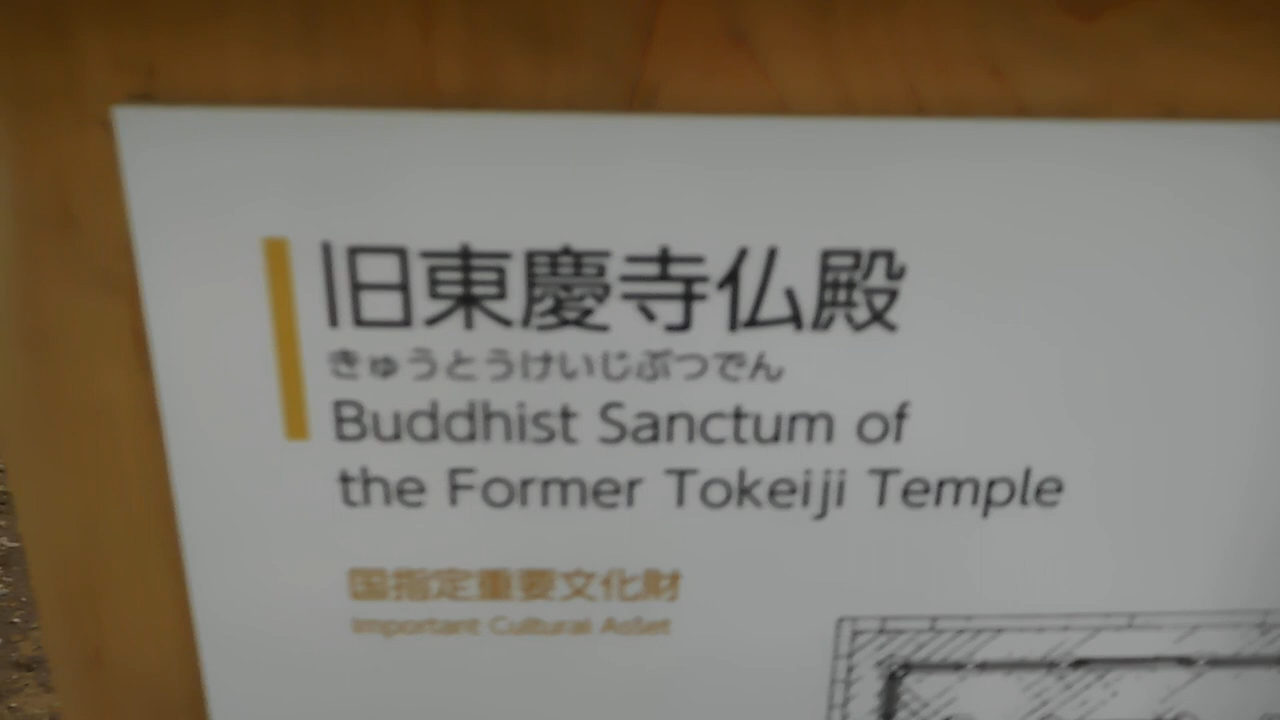 旧東慶寺仏殿
きゅうとうけいじぶつでん
Buddhist Sanctum of
the Former Tokeiji Temple
国指定重要文化財
Important Cultural Asset